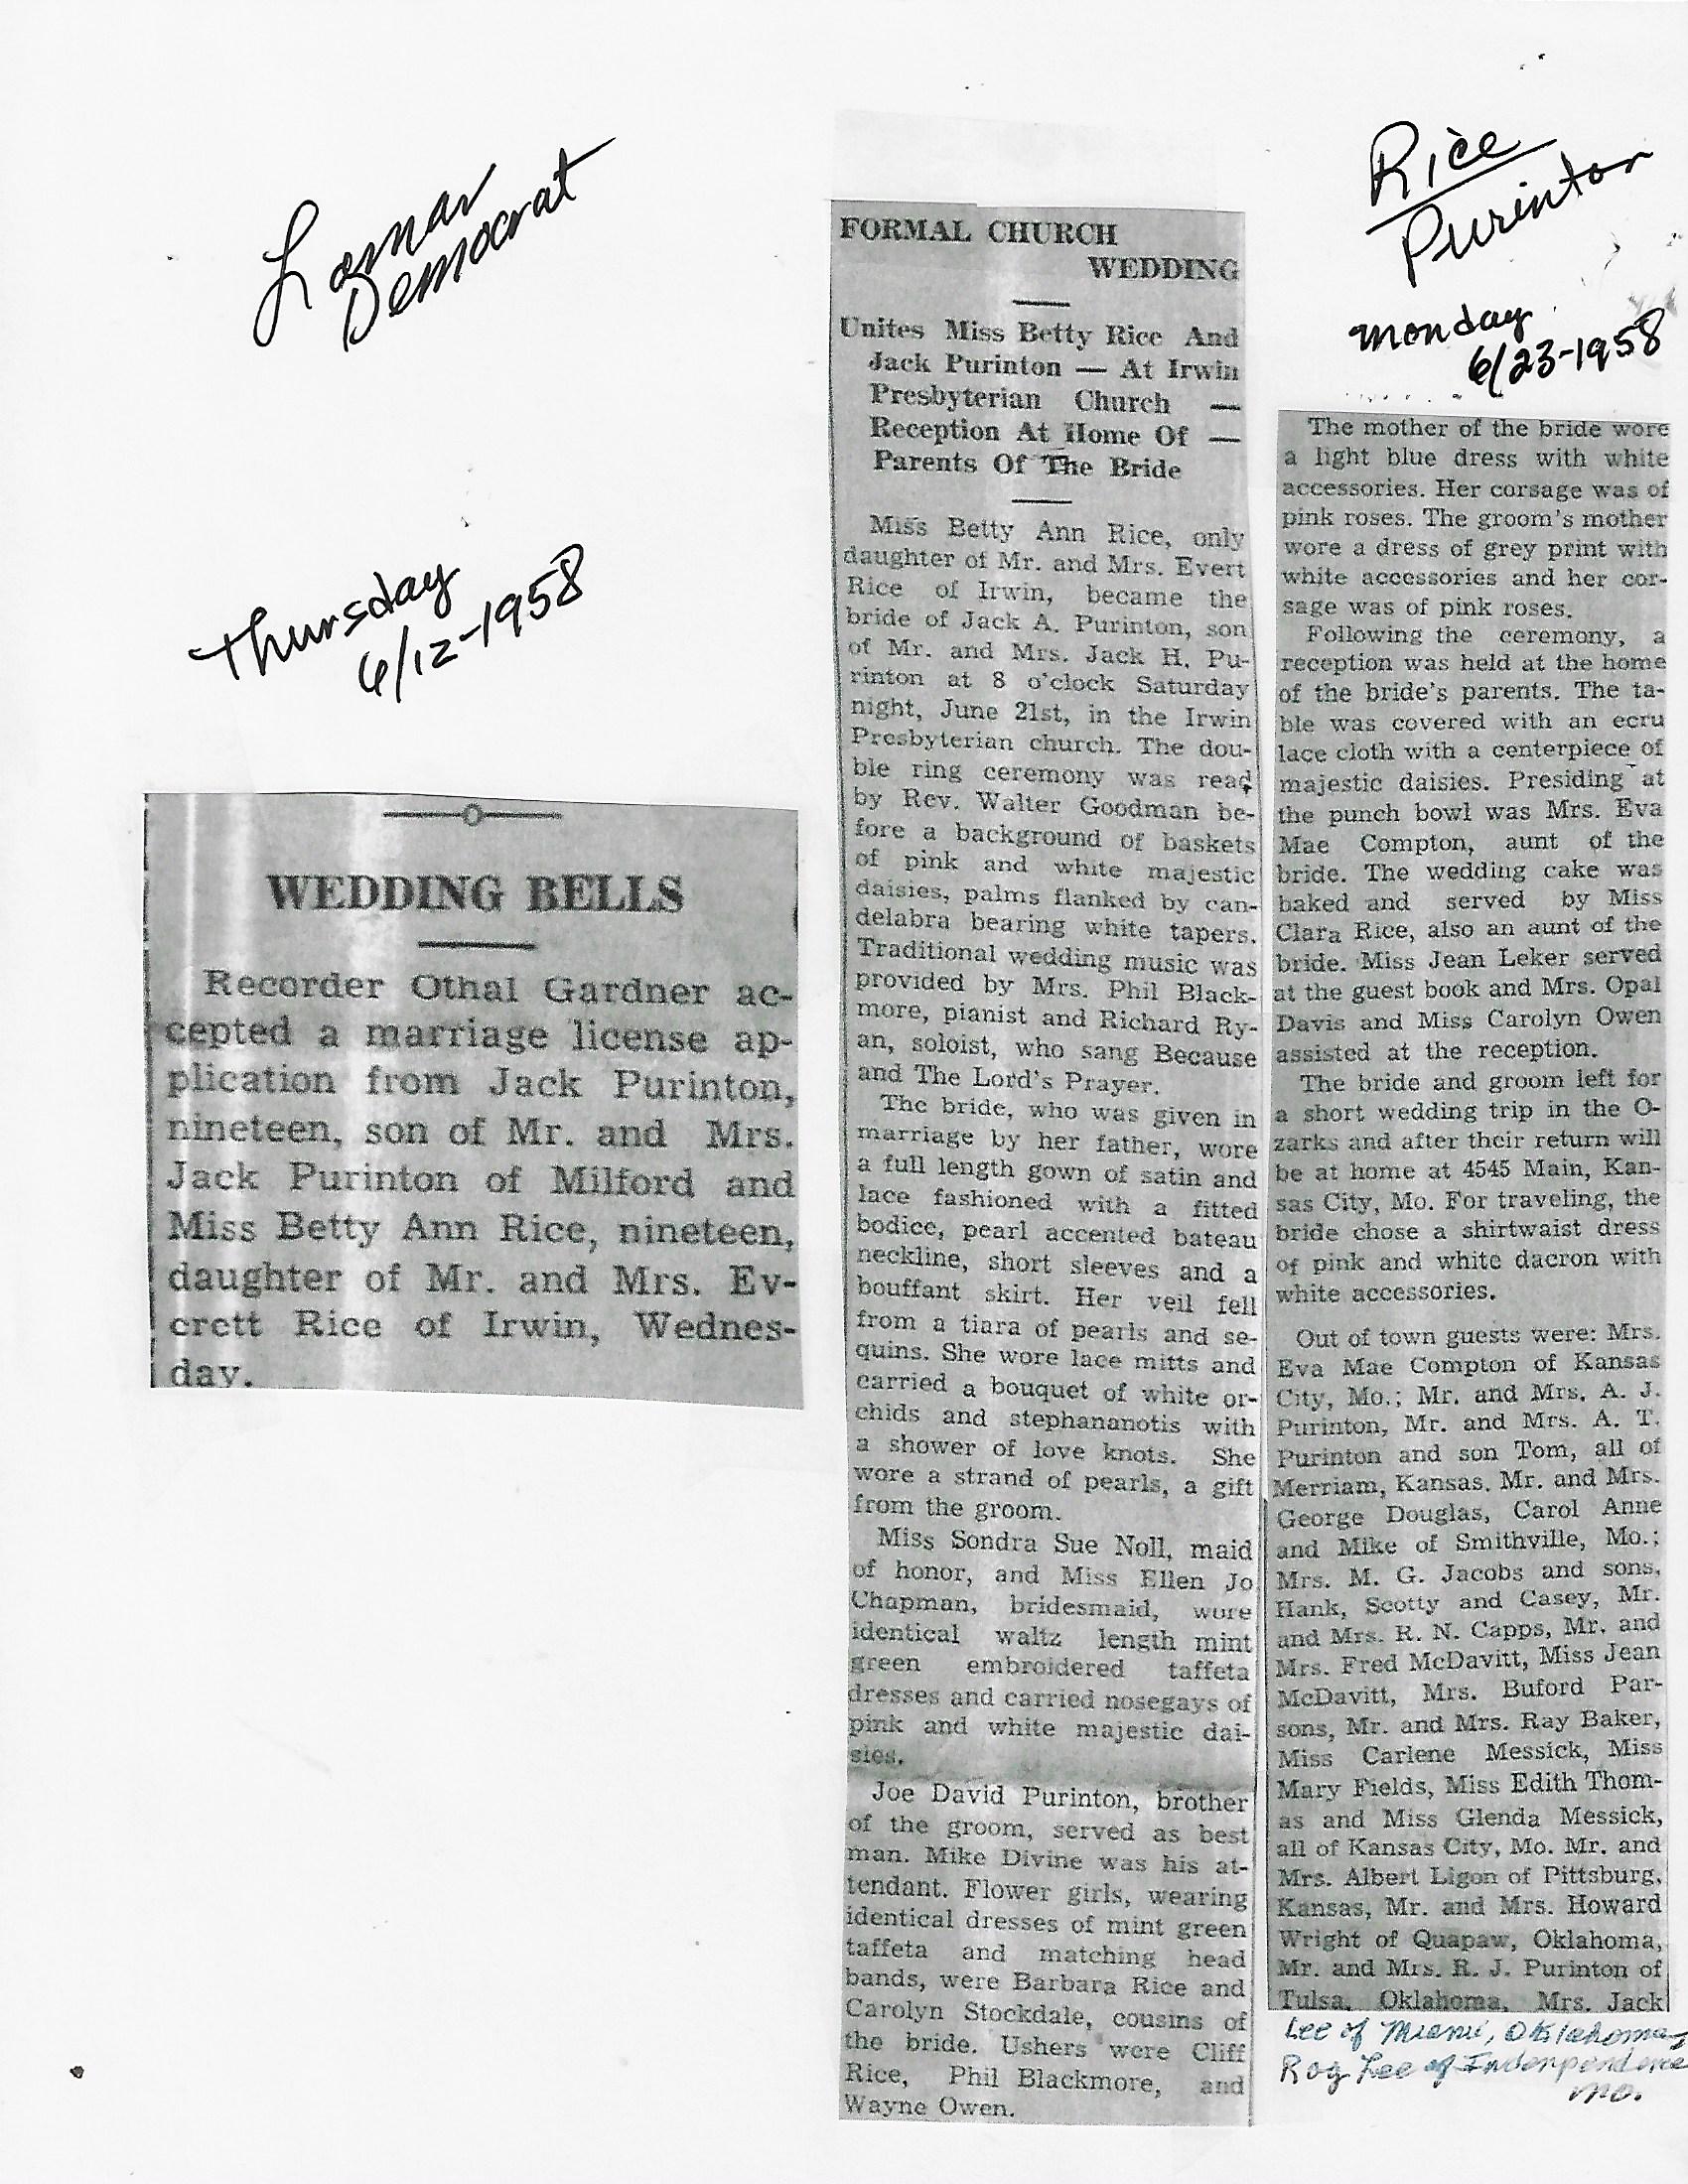 Lamar
Democrat
Thursday
6/12-1958
WEDDING BELLS
Recorder Othal Gardner ac-
cepted a marriage license ap-
plication from Jack Purinton,
nineteen, son of Mr. and Mrs.
Jack Purinton of Milford and
Miss Betty Ann Rice, nineteen,
daughter of Mr. and Mrs. Ev-
erett Rice of Irwin, Wednes-
day.
Rice
Purinton
Monday
6/23-1958
FORMAL CHURCH
WEDDING
Unites Miss Betty Rice And
Jack Purinton — At Irwin
Presbyterian Church —
Reception At Home Of —
Parents Of The Bride
Miss Betty Ann Rice, only
daughter of Mr. and Mrs. Evert
Rice of Irwin, became the
bride of Jack A. Purinton, son
of Mr. and Mrs. Jack H. Pu-
rinton at 8 o'clock Saturday
night, June 21st, in the Irwin
Presbyterian church. The dou-
ble ring ceremony was read
by Rev. Walter Goodman be-
fore a background of baskets
of pink and white majestic
daisies, palms flanked by can-
delabra bearing white tapers.
Traditional wedding music was
provided by Mrs. Phil Black-
more, pianist and Richard Ry-
an, soloist, who sang Because
and The Lord's Prayer.
The bride, who was given in
marriage by her father, wore
a full length gown of satin and
lace fashioned with a fitted
bodice, pearl accented bateau
neckline, short sleeves and a
bouffant skirt. Her veil fell
from a tiara of pearls and se-
quins. She wore lace mitts and
carried a bouquet of white or-
chids and stephananotis with
a shower of love knots. She
wore a strand of pearls, a gift
from the groom.
Miss Sondra Sue Noll, maid
of honor, and Miss Ellen Jo
Chapman, bridesmaid, wore
identical waltz length mint
green embroidered taffeta
dresses and carried nosegays of
pink and white majestic dai-
sies.
Joe David Purinton, brother
of the groom, served as best
man. Mike Divine was his at-
tendant. Flower girls, wearing
identical dresses of mint green
taffeta and matching head
bands, were Barbara Rice and
Carolyn Stockdale, cousins of
the bride. Ushers were Cliff
Rice, Phil Blackmore, and
Wayne Owen.
The mother of the bride wore
a light blue dress with white
accessories. Her corsage was of
pink roses. The groom's mother
wore a dress of grey print with
white accessories and her cor-
sage was of pink roses.
Following the ceremony, a
reception was held at the home
of the bride's parents. The ta-
ble was covered with an ecru
lace cloth with a centerpiece of
majestic daisies. Presiding at
the punch bowl was Mrs. Eva
Mae Compton, aunt of the
bride. The wedding cake was
baked and served by Miss
Clara Rice, also an aunt of the
bride. Miss Jean Leker served
at the guest book and Mrs. Opal
Davis and Miss Carolyn Owen
assisted at the reception.
The bride and groom left for
a short wedding trip in the O-
zarks and after their return will
be at home at 4545 Main, Kan-
sas City, Mo. For traveling, the
bride chose a shirtwaist dress
of pink and white dacron with
white accessories.
Out of town guests were: Mrs.
Eva Mae Compton of Kansas
City, Mo.; Mr. and Mrs. A. J.
Purinton, Mr. and Mrs. A. T.
Purinton and son Tom, all of
Merriam, Kansas. Mr. and Mrs.
George Douglas, Carol Anne
and Mike of Smithville, Mo.;
Mrs. M. G. Jacobs and sons,
Hank, Scotty and Casey, Mr.
and Mrs. R. N. Capps, Mr. and
Mrs. Fred McDavitt, Miss Jean
McDavitt, Mrs. Buford Par-
sons, Mr. and Mrs. Ray Baker,
Miss Carlene Messick, Miss
Mary Fields, Miss Edith Thom-
as and Miss Glenda Messick,
all of Kansas City, Mo. Mr. and
Mrs. Albert Ligon of Pittsburg,
Kansas, Mr. and Mrs. Howard
Wright of Quapaw, Oklahoma,
Mr. and Mrs. R. J. Purinton of
Tulsa, Oklahoma, Mrs. Jack
Lee of Miami, Oklahoma,
Roy Lee of Indenpendence
Mo.